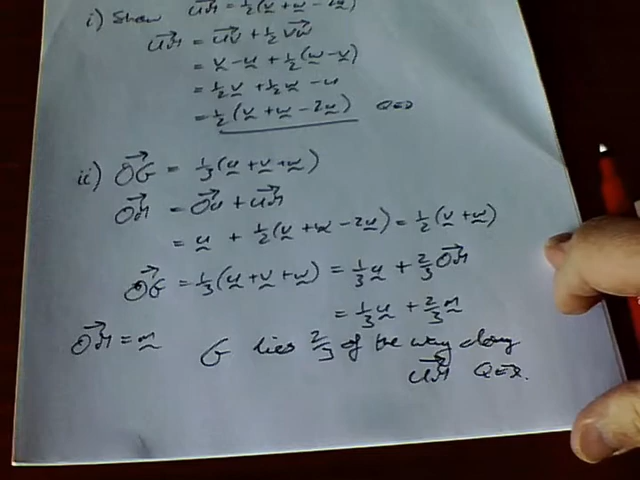 i) Show UM⃗ = ½(v + w - 2u)
UM⃗ = UV⃗ + ½ VW⃗
= v - u + ½(w - v)
= ½v + ½w - u
= ½(v + w - 2u) QED
ii) OG⃗ = ⅓(u + v + w)
OM⃗ = OU⃗ + UM⃗
= u + ½(v + w - 2u) = ½(v + w)
OG⃗ = ⅓(u + v + w) = ⅓u + ⅔OM⃗
= ⅓u + ⅔m
OM⃗ = m G lies ⅔ of the way along
UM⃗ QED.